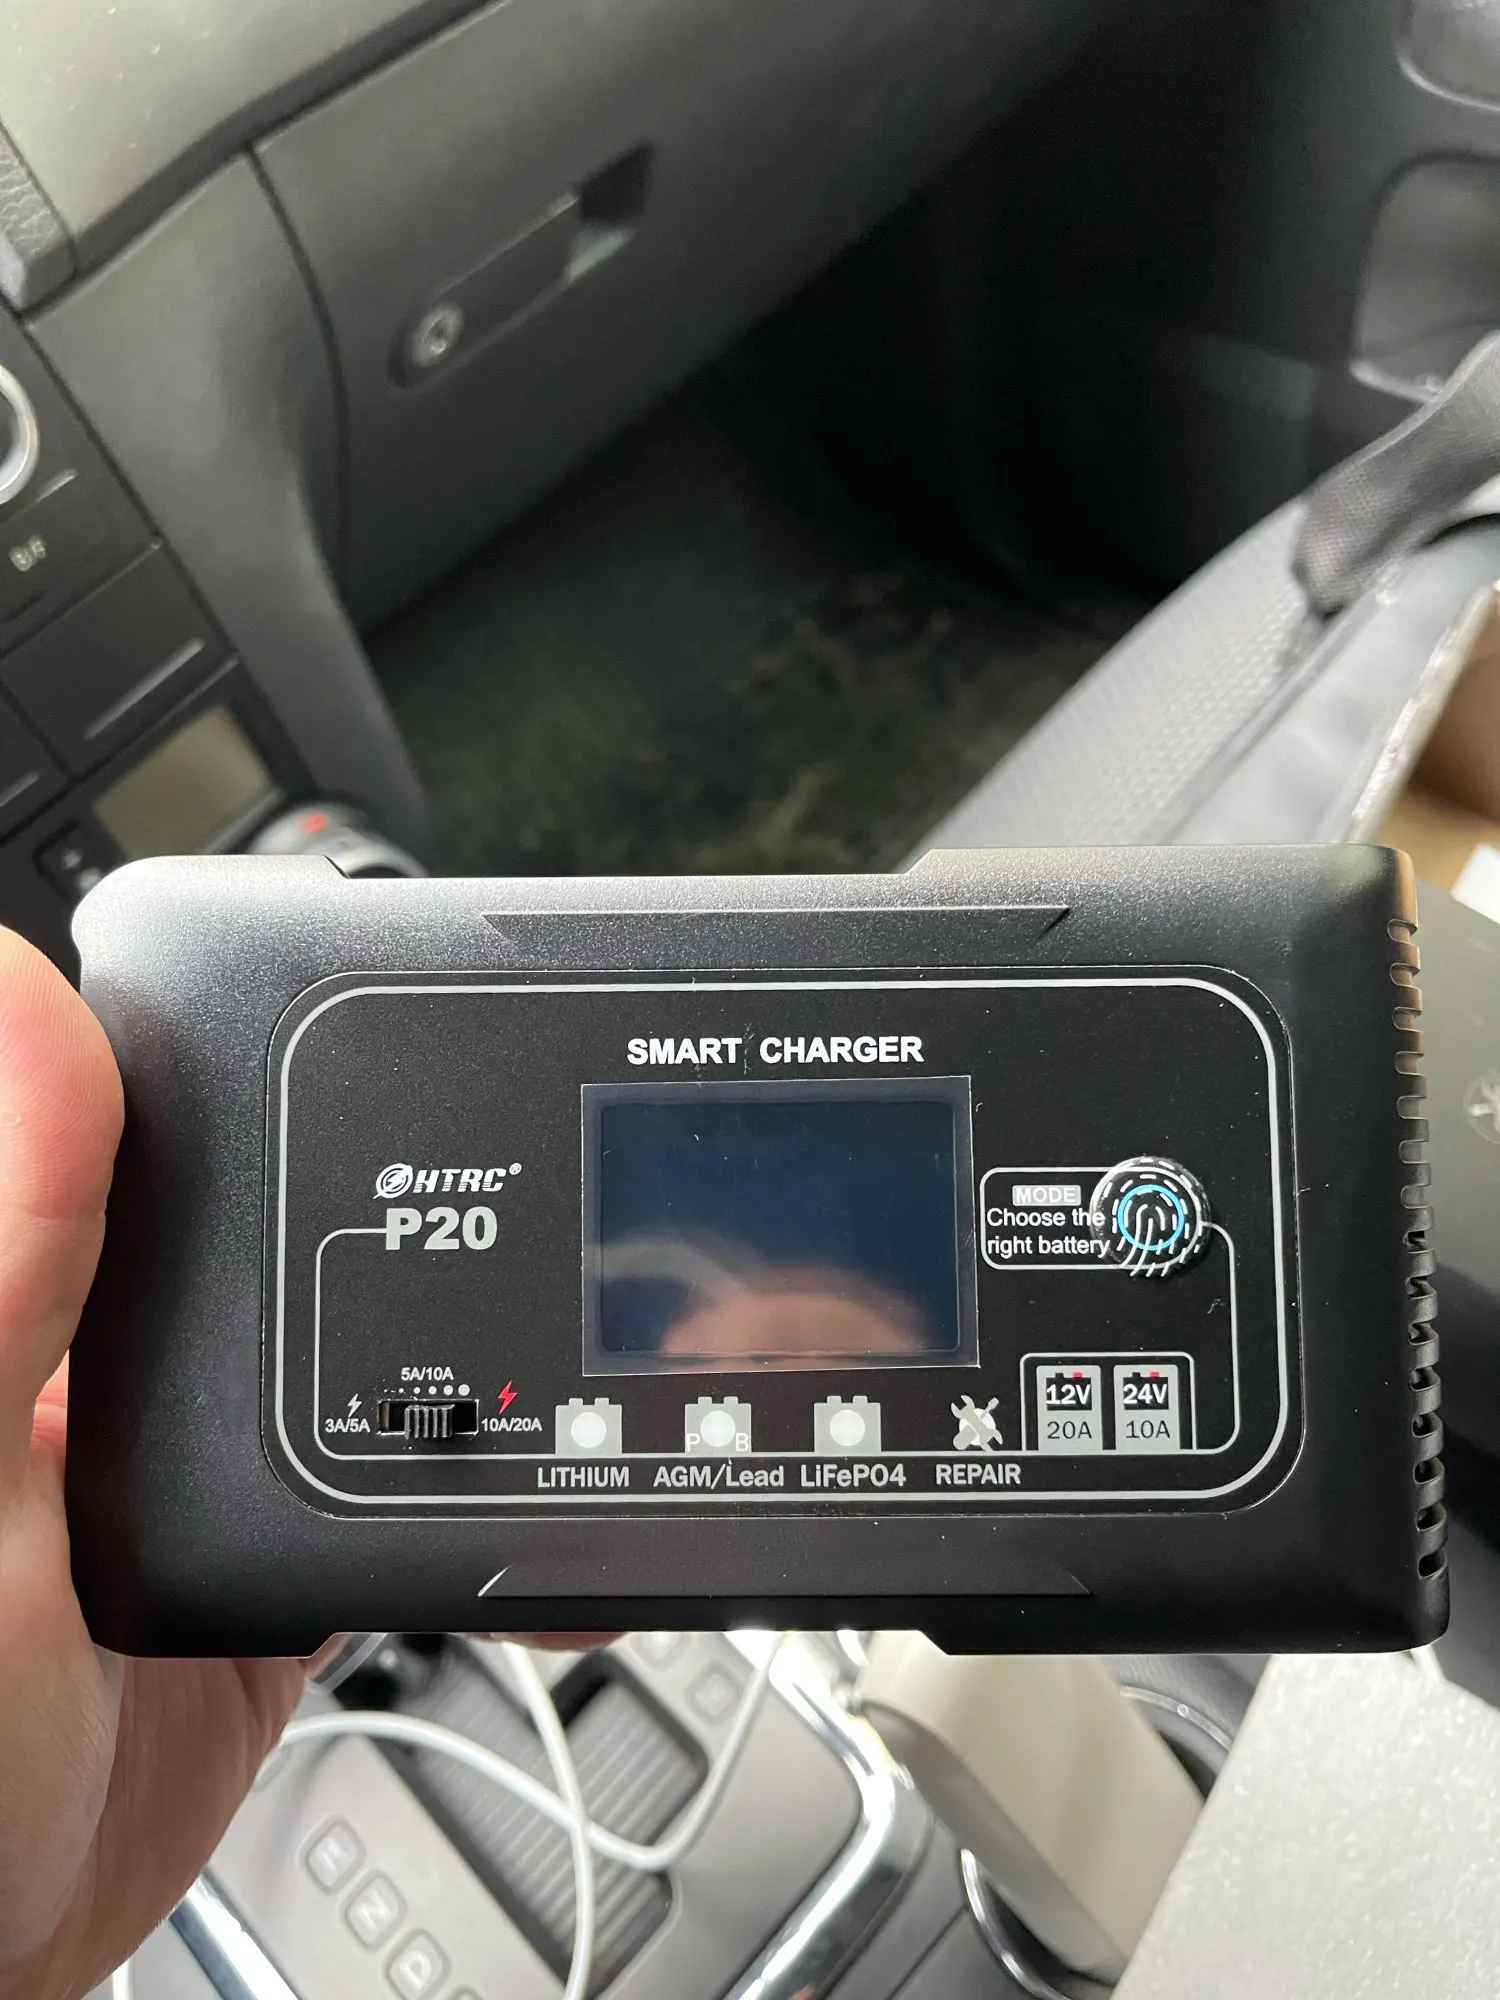 SMART CHARGER
HTRC®
P20
MODE
Choose the
right battery
5A/10A
3A/5A
10A/20A
12V
24V
20A
10A
P B
LITHIUM
AGM/Lead
LiFePO4
REPAIR
R
N
D